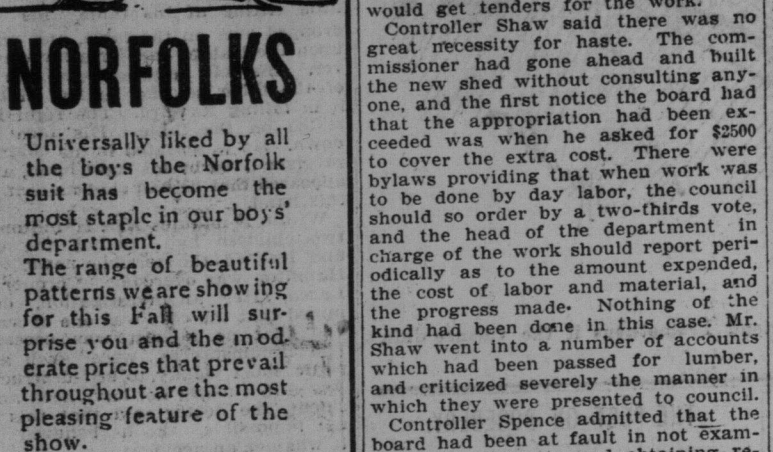 NORFOLKS
Universally liked by all
the boys the Norfolk
suit has become the
most staple in our boys'
department.
The range of beautiful
patterns we are showing
for this Fall will sur-
prise you and the mod-
erate prices that prevail
throughout are the most
pleasing feature of the
show.
would get tenders for the work.
Controller Shaw said there was no
great necessity for haste. The com-
missioner had gone ahead and built
the new shed without consulting any-
one, and the first notice the board had
that the appropriation had been ex-
ceeded was when he asked for $2500
to cover the extra cost. There were
bylaws providing that when work was
to be done by day labor, the council
should so order by a two-thirds vote,
and the head of the department in
charge of the work should report peri-
odically as to the amount expended,
the cost of labor and material, and
the progress made. Nothing of the
kind had been done in this case. Mr.
Shaw went into a number of accounts
which had been passed for lumber,
and criticized severely the manner in
which they were presented to council.
Controller Spence admitted that the
board had been at fault in not exam-